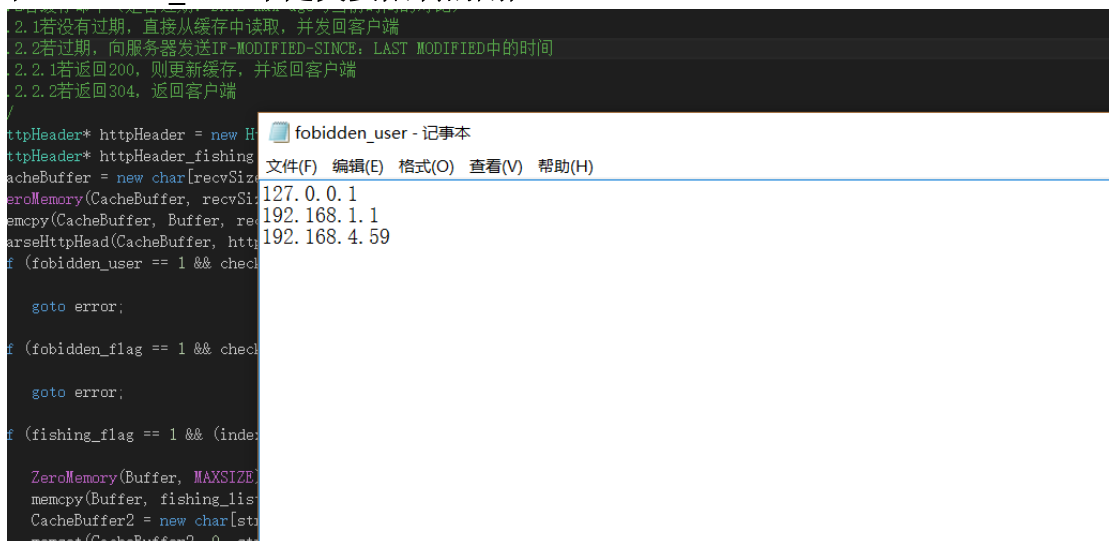 .2.1若没有过期，直接从缓存中读取，并发回客户端
.2.2若过期，向服务器发送IF-MODIFIED-SINCE：LAST MODIFIED中的时间
.2.2.1若返回200，则更新缓存，并返回客户端
.2.2.2若返回304，返回客户端
/
ttpHeader* httpHeader = new H
ttpHeader* httpHeader_fishing
acheBuffer = new char[recvSize
eroMemory(CacheBuffer, recvSi
emcpy(CacheBuffer, Buffer, re
arseHttpHead(CacheBuffer, http
f (fobidden_user == 1 && check
goto error;
f (fobidden_flag == 1 && check
goto error;
f (fishing_flag == 1 && (inde
ZeroMemory(Buffer, MAXSIZE)
memcpy(Buffer, fishing_lis
CacheBuffer2 = new char[str
fobidden_user - 记事本
文件(F) 编辑(E) 格式(O) 查看(V) 帮助(H)
127.0.0.1
192.168.1.1
192.168.4.59